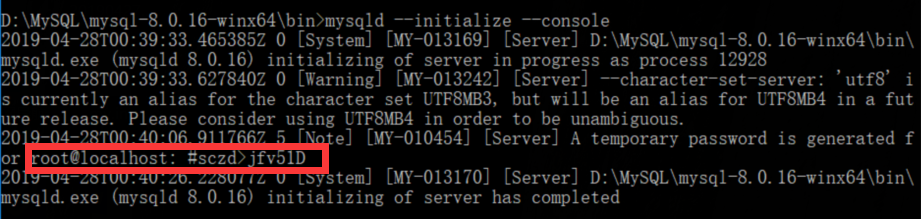 D:\MySQL\mysql-8.0.16-winx64\bin>mysqld --initialize --console
2019-04-28T00:39:33.465385Z 0 [System] [MY-013169] [Server] D:\MySQL\mysql-8.0.16-winx64\bin\
mysqld.exe (mysqld 8.0.16) initializing of server in progress as process 12928
2019-04-28T00:39:33.627840Z 0 [Warning] [MY-013242] [Server] --character-set-server: 'utf8' i
s currently an alias for the character set UTF8MB3, but will be an alias for UTF8MB4 in a fut
ure release. Please consider using UTF8MB4 in order to be unambiguous.
2019-04-28T00:40:06.911766Z 5 [Note] [MY-010454] [Server] A temporary password is generated f
or root@localhost: #sczd>jfv51D
2019-04-28T00:40:26.228077Z 0 [System] [MY-013170] [Server] D:\MySQL\mysql-8.0.16-winx64\bin\
mysqld.exe (mysqld 8.0.16) initializing of server has completed